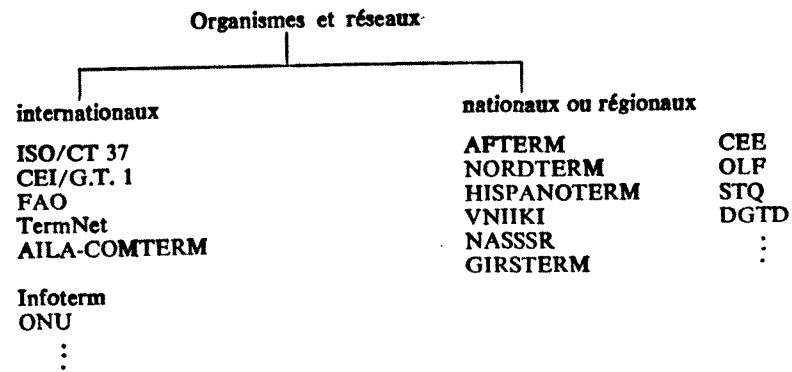 Organismes et réseaux
internationaux
ISO/CT 37
CEI/G.T. 1
FAO
TermNet
AILA-COMTERM
Infoterm
ONU
⋮
nationaux ou régionaux
AFTERM
NORDTERM
HISPANOTERM
VNIIKI
NASSSR
GIRSTERM
CEE
OLF
STQ
DGTD
⋮